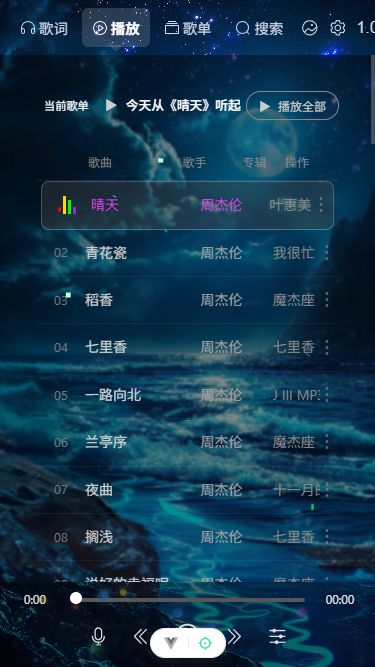 歌词 播放 歌单 搜索 1.0
当前歌单 今天从《晴天》听起 播放全部
歌曲 歌手 专辑 操作
晴天 周杰伦 叶惠美
02 青花瓷 周杰伦 我很忙
03 稻香 周杰伦 魔杰座
04 七里香 周杰伦 七里香
05 一路向北 周杰伦 J III MP3
06 兰亭序 周杰伦 魔杰座
07 夜曲 周杰伦 十一月
08 搁浅 周杰伦 七里香
09 说好的幸福呢 周杰伦 魔杰座
0:00 00:00